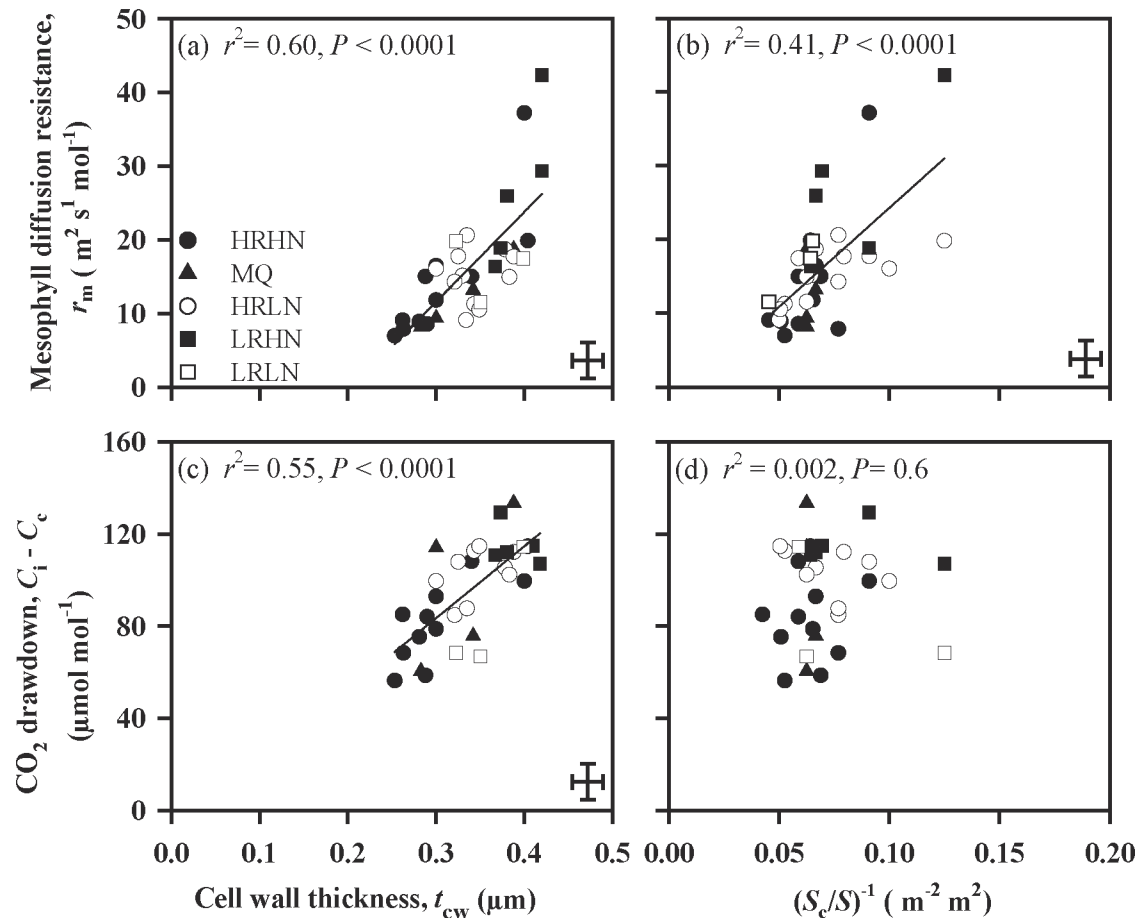 (a) r² = 0.60, P < 0.0001
(b) r² = 0.41, P < 0.0001
50
40
30
20
10
0
Mesophyll diffusion resistance,
rm ( m² s¹ mol⁻¹)
HRHN
MQ
HRLN
LRHN
LRLN
(c) r² = 0.55, P < 0.0001
(d) r² = 0.002, P = 0.6
160
120
80
40
0
CO₂ drawdown, Ci - Cc
(µmol mol⁻¹)
0.0 0.1 0.2 0.3 0.4 0.5
0.00 0.05 0.10 0.15 0.20
Cell wall thickness, tcw (µm)
(Sc/S)⁻¹ ( m⁻² m²)